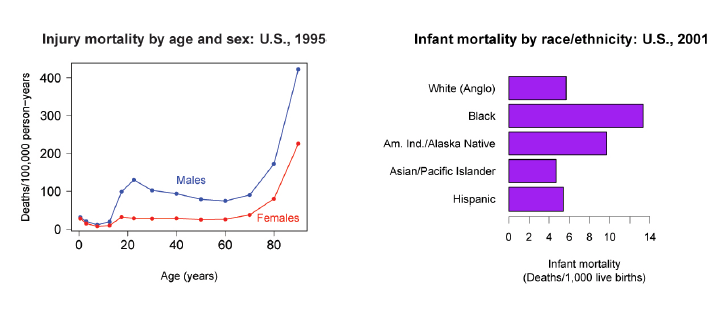 Injury mortality by age and sex: U.S., 1995
Deaths/100,000 person−years
400
300
200
100
0
Males
Females
0 20 40 60 80
Age (years)
Infant mortality by race/ethnicity: U.S., 2001
White (Anglo)
Black
Am. Ind./Alaska Native
Asian/Pacific Islander
Hispanic
0 2 4 6 8 10 12 14
Infant mortality
(Deaths/1,000 live births)